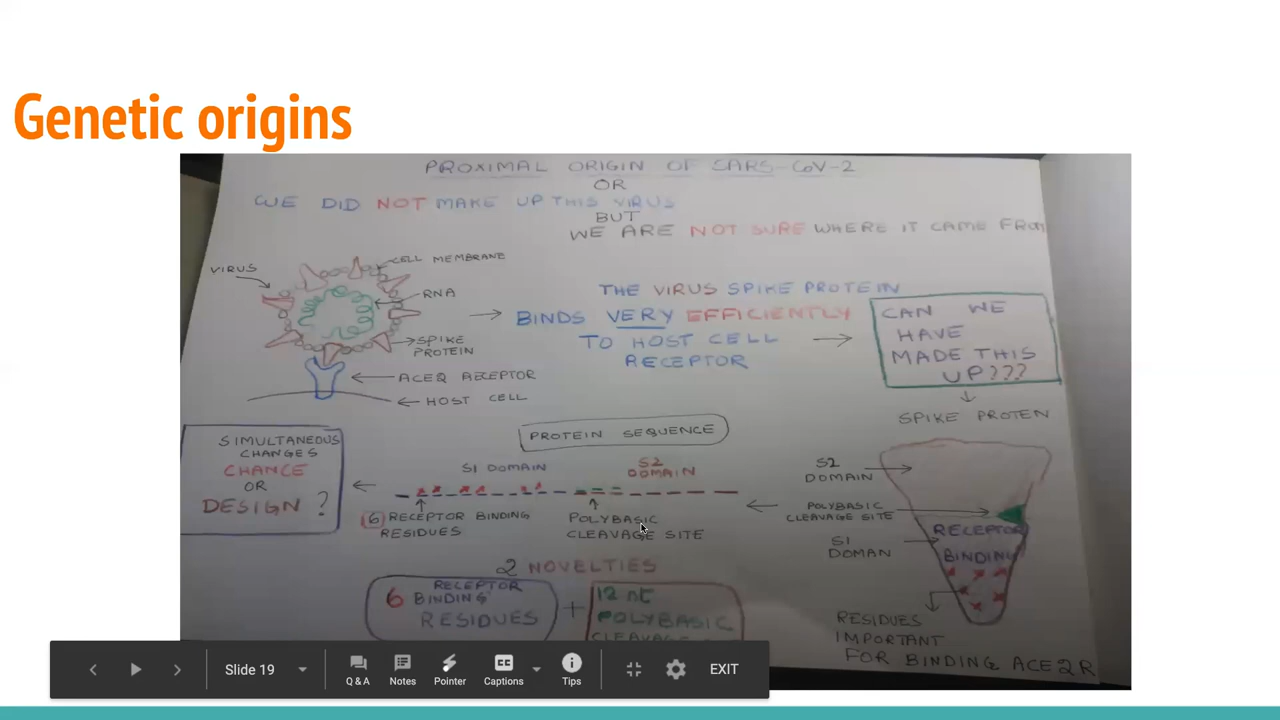 Genetic origins
PROXIMAL ORIGIN OF SARS-CoV-2
OR
WE DID NOT MAKE UP THIS VIRUS
BUT
WE ARE NOT SURE WHERE IT CAME FROM
VIRUS
CELL MEMBRANE
RNA
SPIKE
PROTEIN
ACE2 RECEPTOR
HOST CELL
THE VIRUS SPIKE PROTEIN
BINDS VERY EFFICIENTLY
TO HOST CELL
RECEPTOR
CAN WE
HAVE
MADE THIS
UP???
SPIKE PROTEIN
SIMULTANEOUS
CHANGES
CHANCE
OR
DESIGN ?
PROTEIN SEQUENCE
S1 DOMAIN
S2
DOMAIN
6 RECEPTOR BINDING
RESIDUES
POLYBASIC
CLEAVAGE SITE
S2
DOMAIN
POLYBASIC
CLEAVAGE SITE
S1
DOMAN
RECEPTOR
BINDING
RESIDUES
IMPORTANT
FOR BINDING ACE2R
2 NOVELTIES
6 RECEPTOR
BINDING
RESIDUES
+
12 nt
POLYBASIC
CLEAVAGE
Slide 19
Q & A
Notes
Pointer
CC
Captions
Tips
EXIT